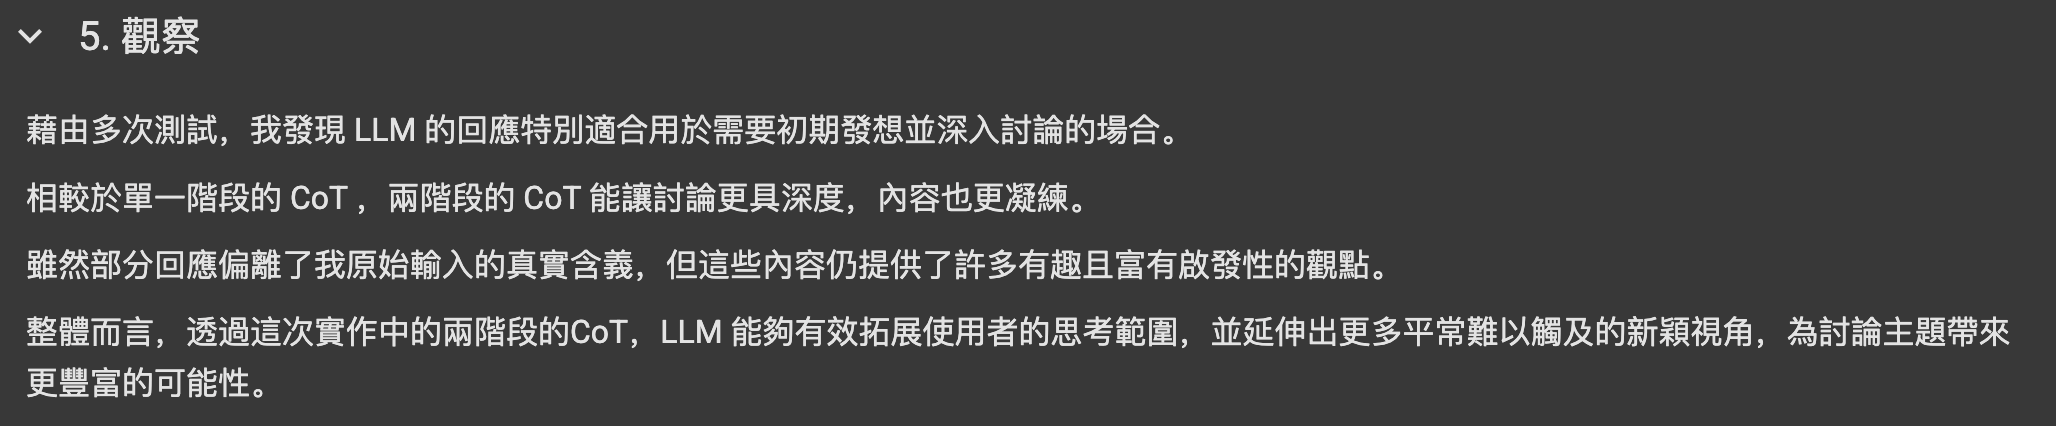 5. 觀察
藉由多次測試，我發現 LLM 的回應特別適合用於需要初期發想並深入討論的場合。
相較於單一階段的 CoT ，兩階段的 CoT 能讓討論更具深度，內容也更凝練。
雖然部分回應偏離了我原始輸入的真實含義，但這些內容仍提供了許多有趣且富有啟發性的觀點。
整體而言，透過這次實作中的兩階段的CoT，LLM 能夠有效拓展使用者的思考範圍，並延伸出更多平常難以觸及的新穎視角，為討論主題帶來
更豐富的可能性。